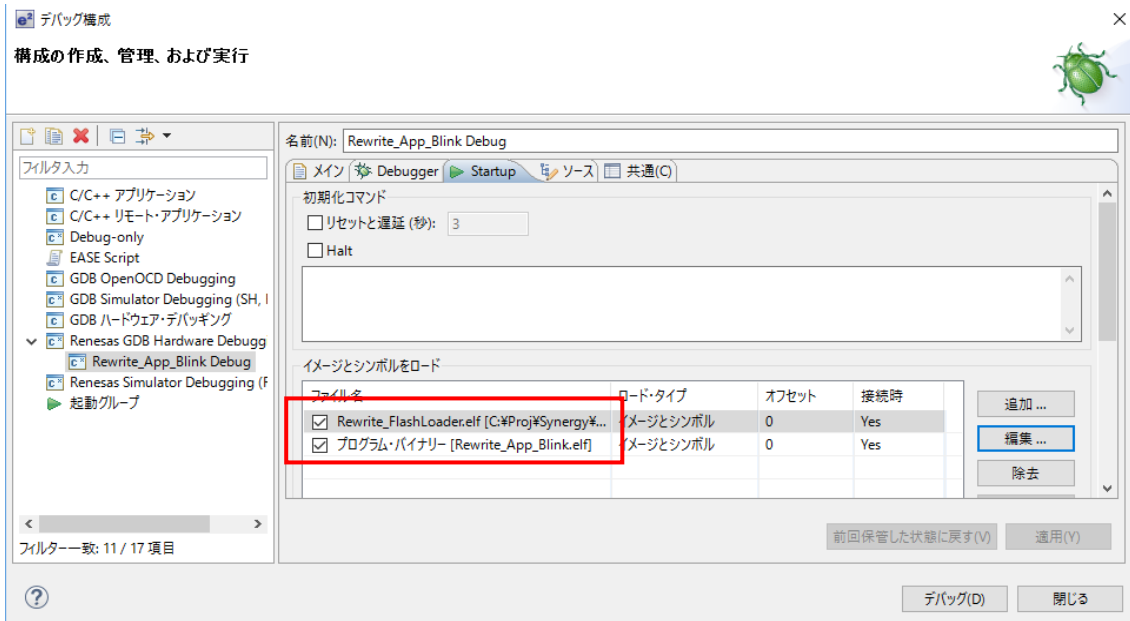 e² デバッグ構成
構成の作成、管理、および実行
名前(N): Rewrite_App_Blink Debug
フィルタ入力
C/C++ アプリケーション
C/C++ リモート・アプリケーション
Debug-only
EASE Script
GDB OpenOCD Debugging
GDB Simulator Debugging (SH, 
GDB ハードウェア・デバッギング
Renesas GDB Hardware Debugg
Rewrite_App_Blink Debug
Renesas Simulator Debugging (
起動グループ
フィルター一致: 11 / 17 項目
メイン Debugger Startup ソース 共通(C)
初期化コマンド
リセットと遅延 (秒): 3
Halt
イメージとシンボルをロード
ファイル名 ロード・タイプ オフセット 接続時
Rewrite_FlashLoader.elf [C:¥Proj¥Synergy¥... イメージとシンボル 0 Yes
プログラム・バイナリー [Rewrite_App_Blink.elf] イメージとシンボル 0 Yes
追加 ...
編集 ...
除去
前回保管した状態に戻す(V) 適用(Y)
デバッグ(D) 閉じる